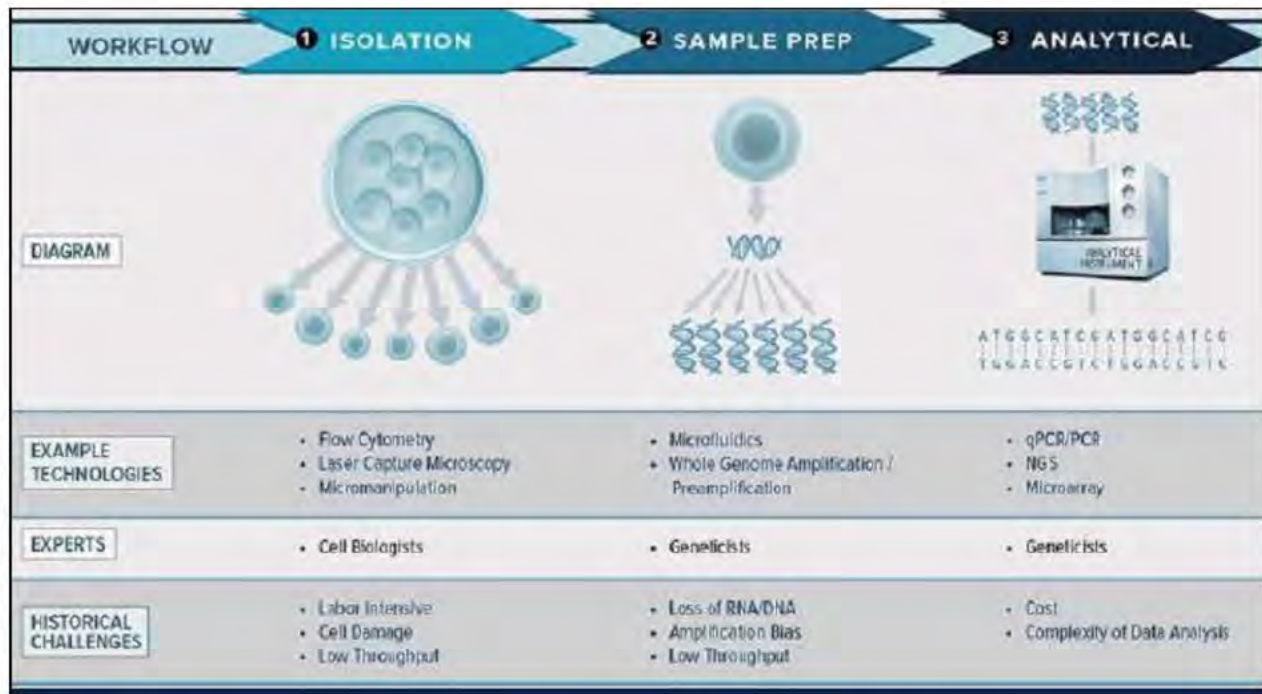 WORKFLOW
1 ISOLATION
2 SAMPLE PREP
3 ANALYTICAL
DIAGRAM
ANALYTICAL
INSTRUMENT
A T G G C A T C G A T G G C A T C G
EXAMPLE
TECHNOLOGIES
• Flow Cytometry
• Laser Capture Microscopy
• Micromanipulation
• Microfluidics
• Whole Genome Amplification /
Preamplification
• qPCR/PCR
• NGS
• Microarray
EXPERTS
• Cell Biologists
• Geneticists
• Geneticists
HISTORICAL
CHALLENGES
• Labor Intensive
• Cell Damage
• Low Throughput
• Loss of RNA/DNA
• Amplification Bias
• Low Throughput
• Cost
• Complexity of Data Analysis